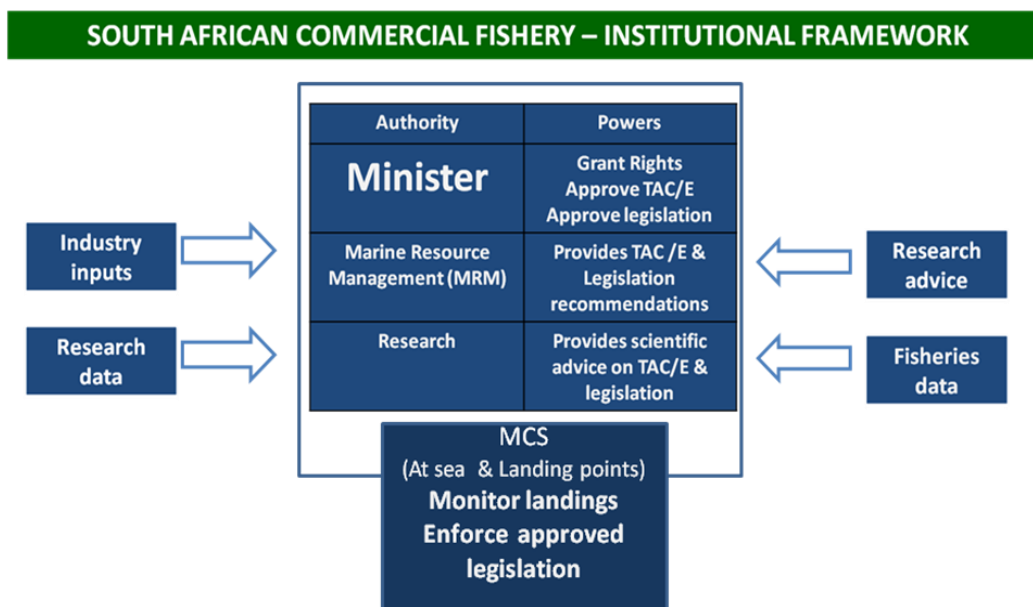 SOUTH AFRICAN COMMERCIAL FISHERY – INSTITUTIONAL FRAMEWORK
Authority
Powers
Minister
Grant Rights
Approve TAC/E
Approve legislation
Marine Resource
Management (MRM)
Provides TAC /E &
Legislation
recommendations
Research
Provides scientific
advice on TAC/E &
legislation
Industry
inputs
Research
data
Research
advice
Fisheries
data
MCS
(At sea & Landing points)
Monitor landings
Enforce approved
legislation